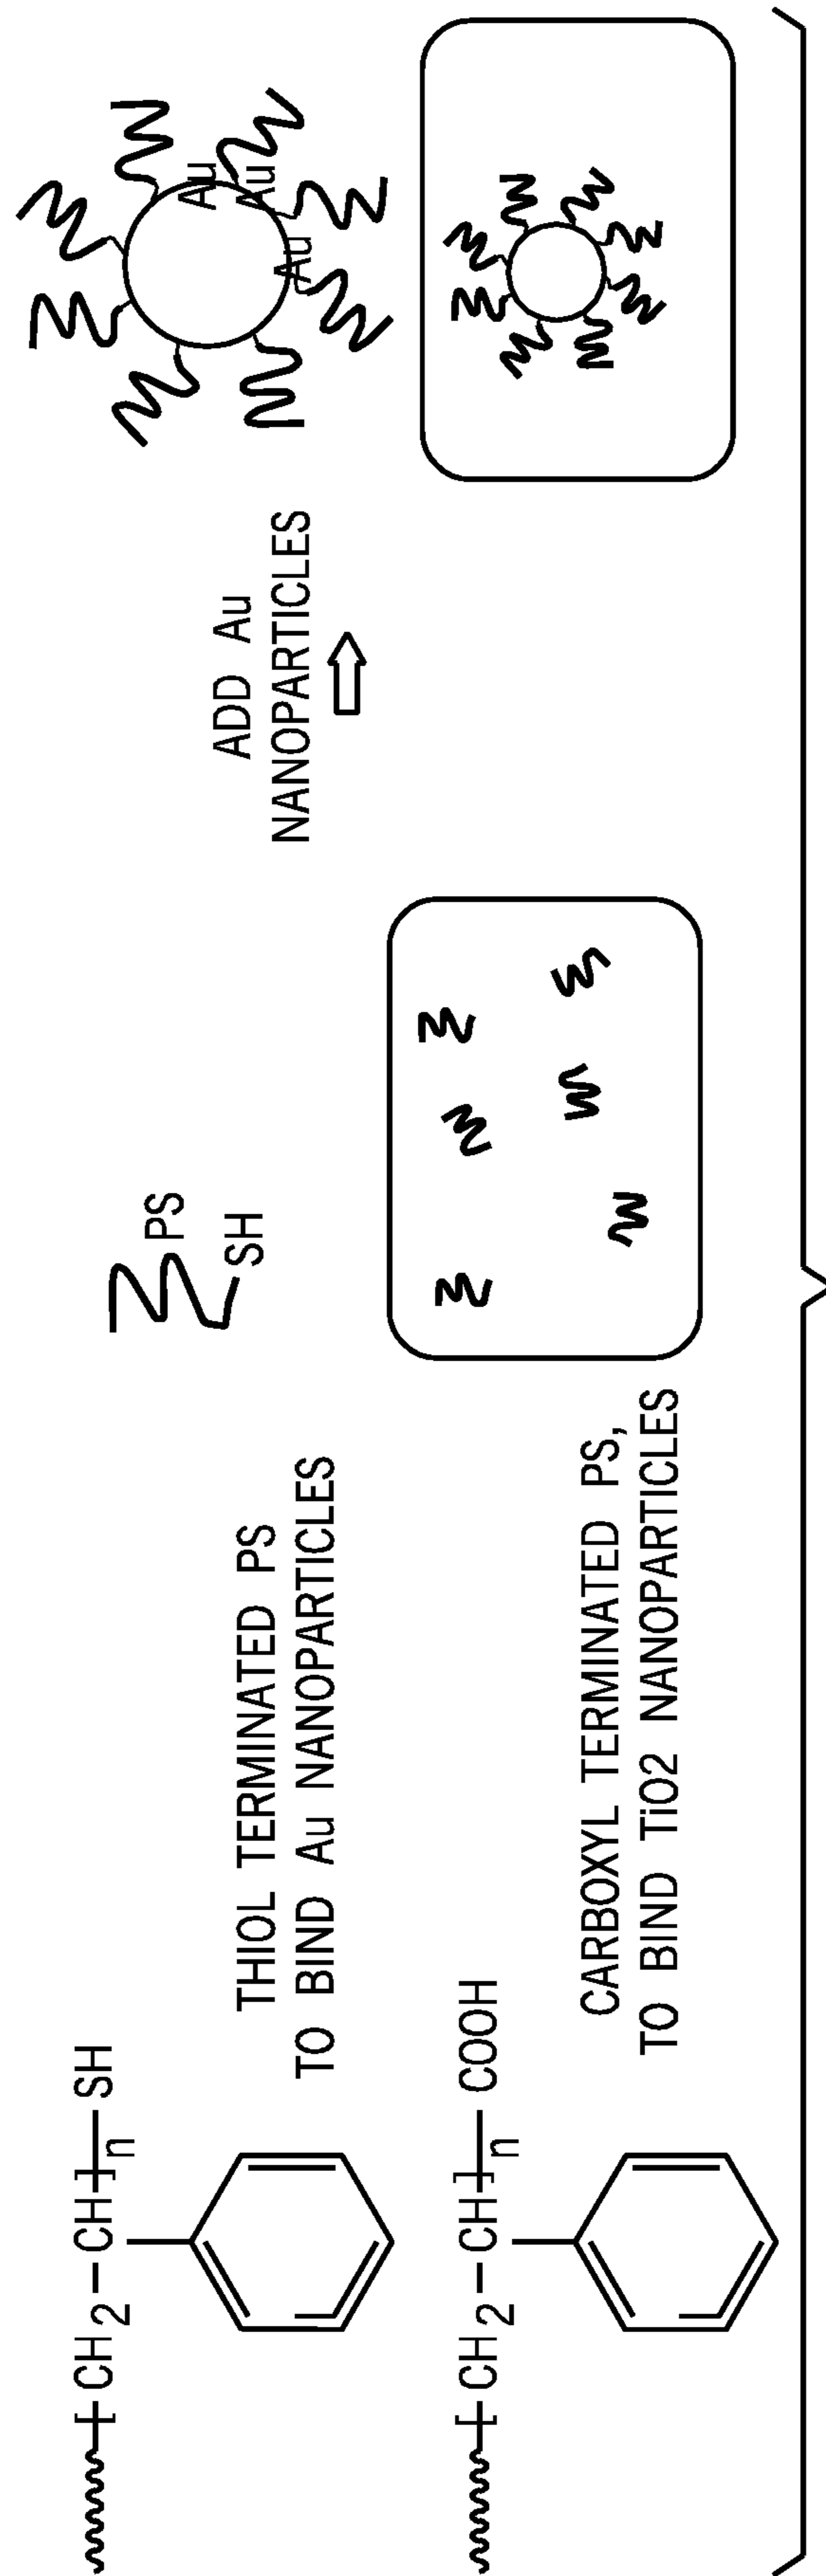 [CH2-CH]n-SH
THIOL TERMINATED PS
TO BIND Au NANOPARTICLES
[CH2-CH]n-COOH
CARBOXYL TERMINATED PS,
TO BIND TiO2 NANOPARTICLES
PS
SH
ADD Au
NANOPARTICLES
Au
Au
Au